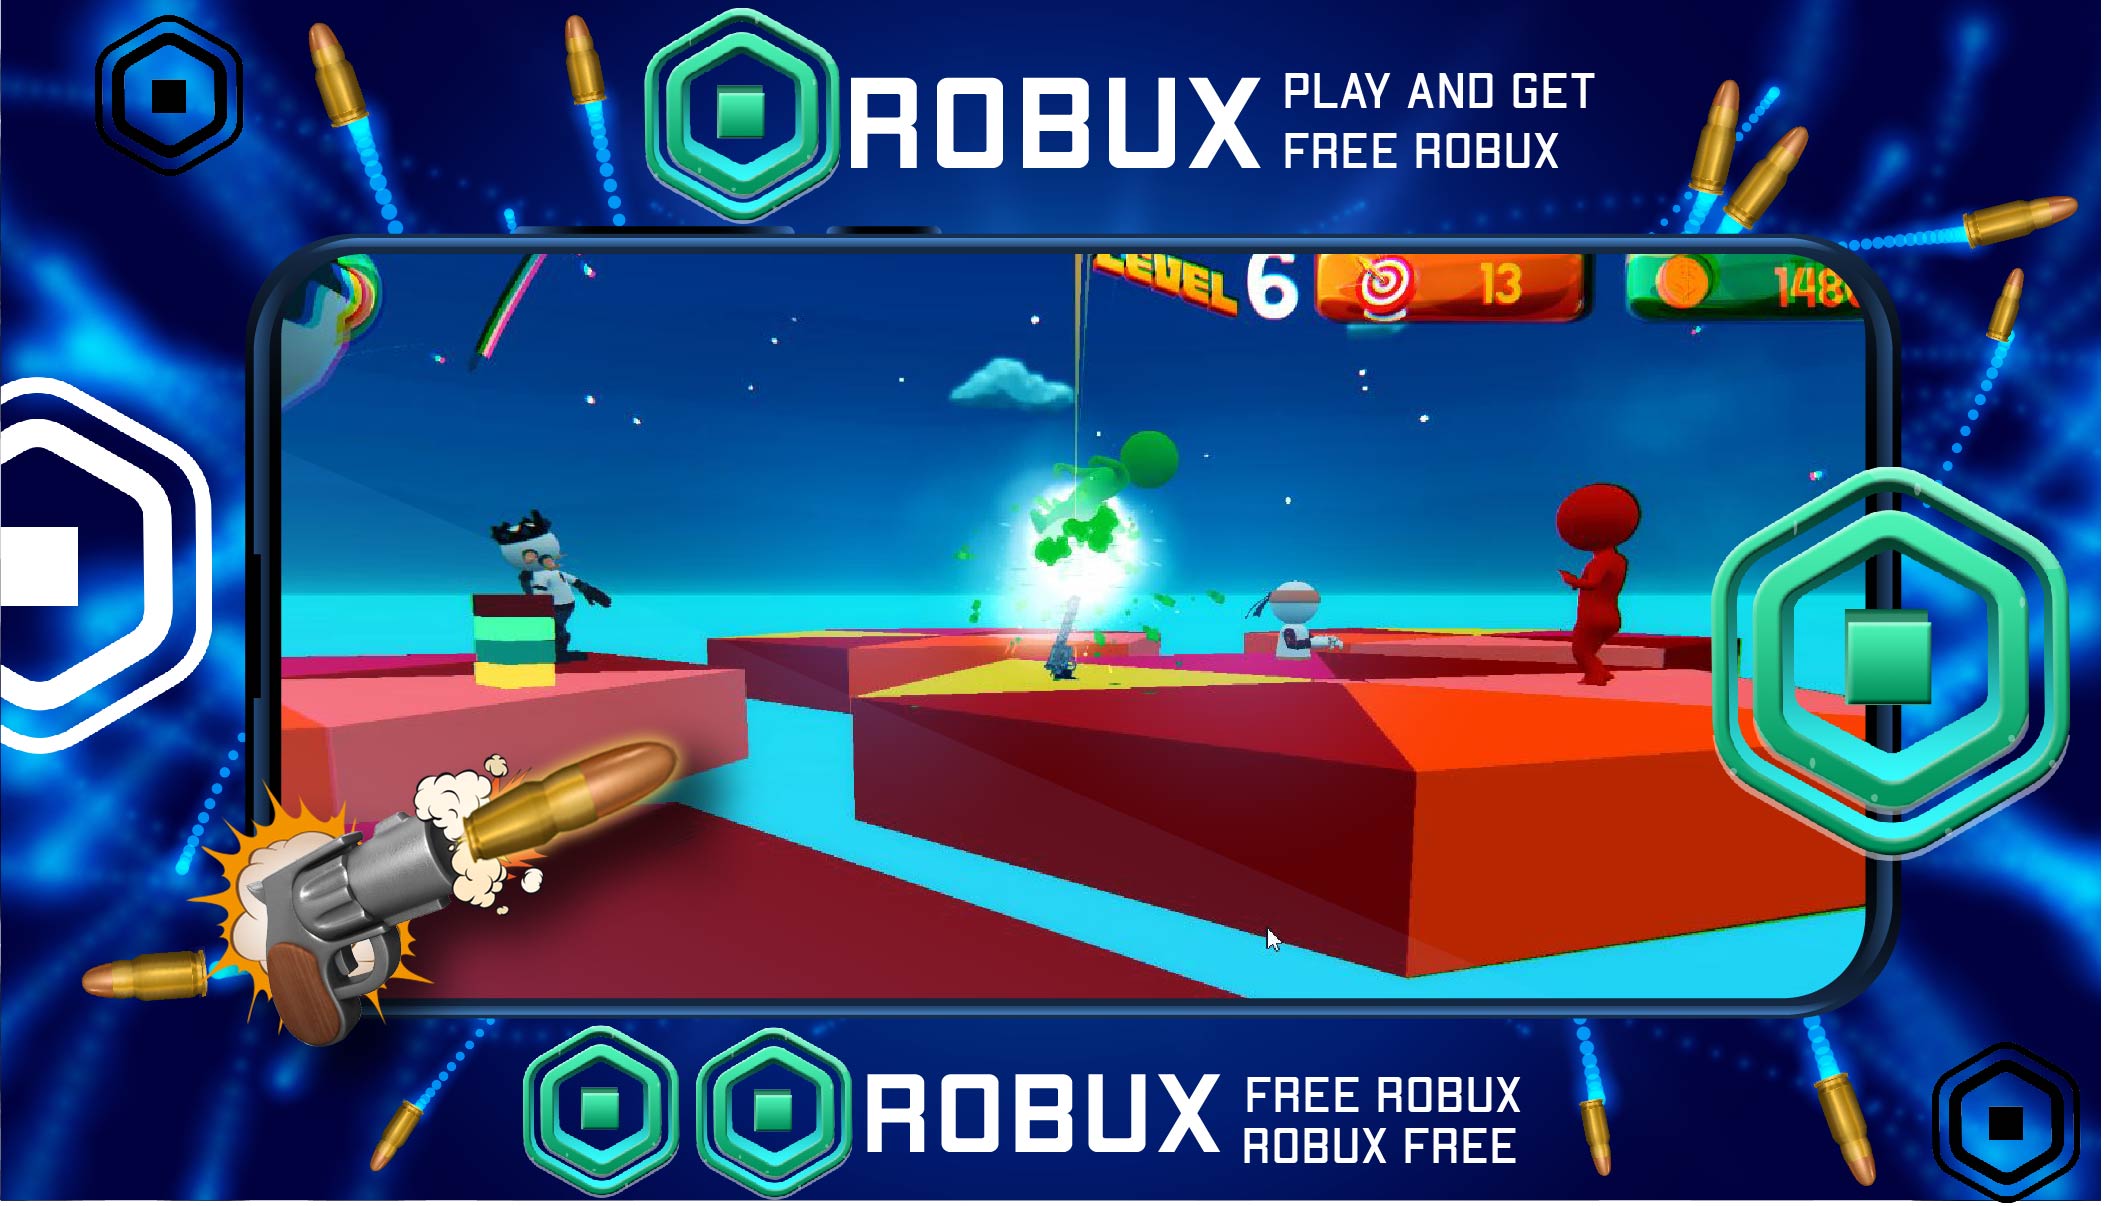 ROBUX
PLAY AND GET
FREE ROBUX
LEVEL 6
13
ROBUX
FREE ROBUX
ROBUX FREE